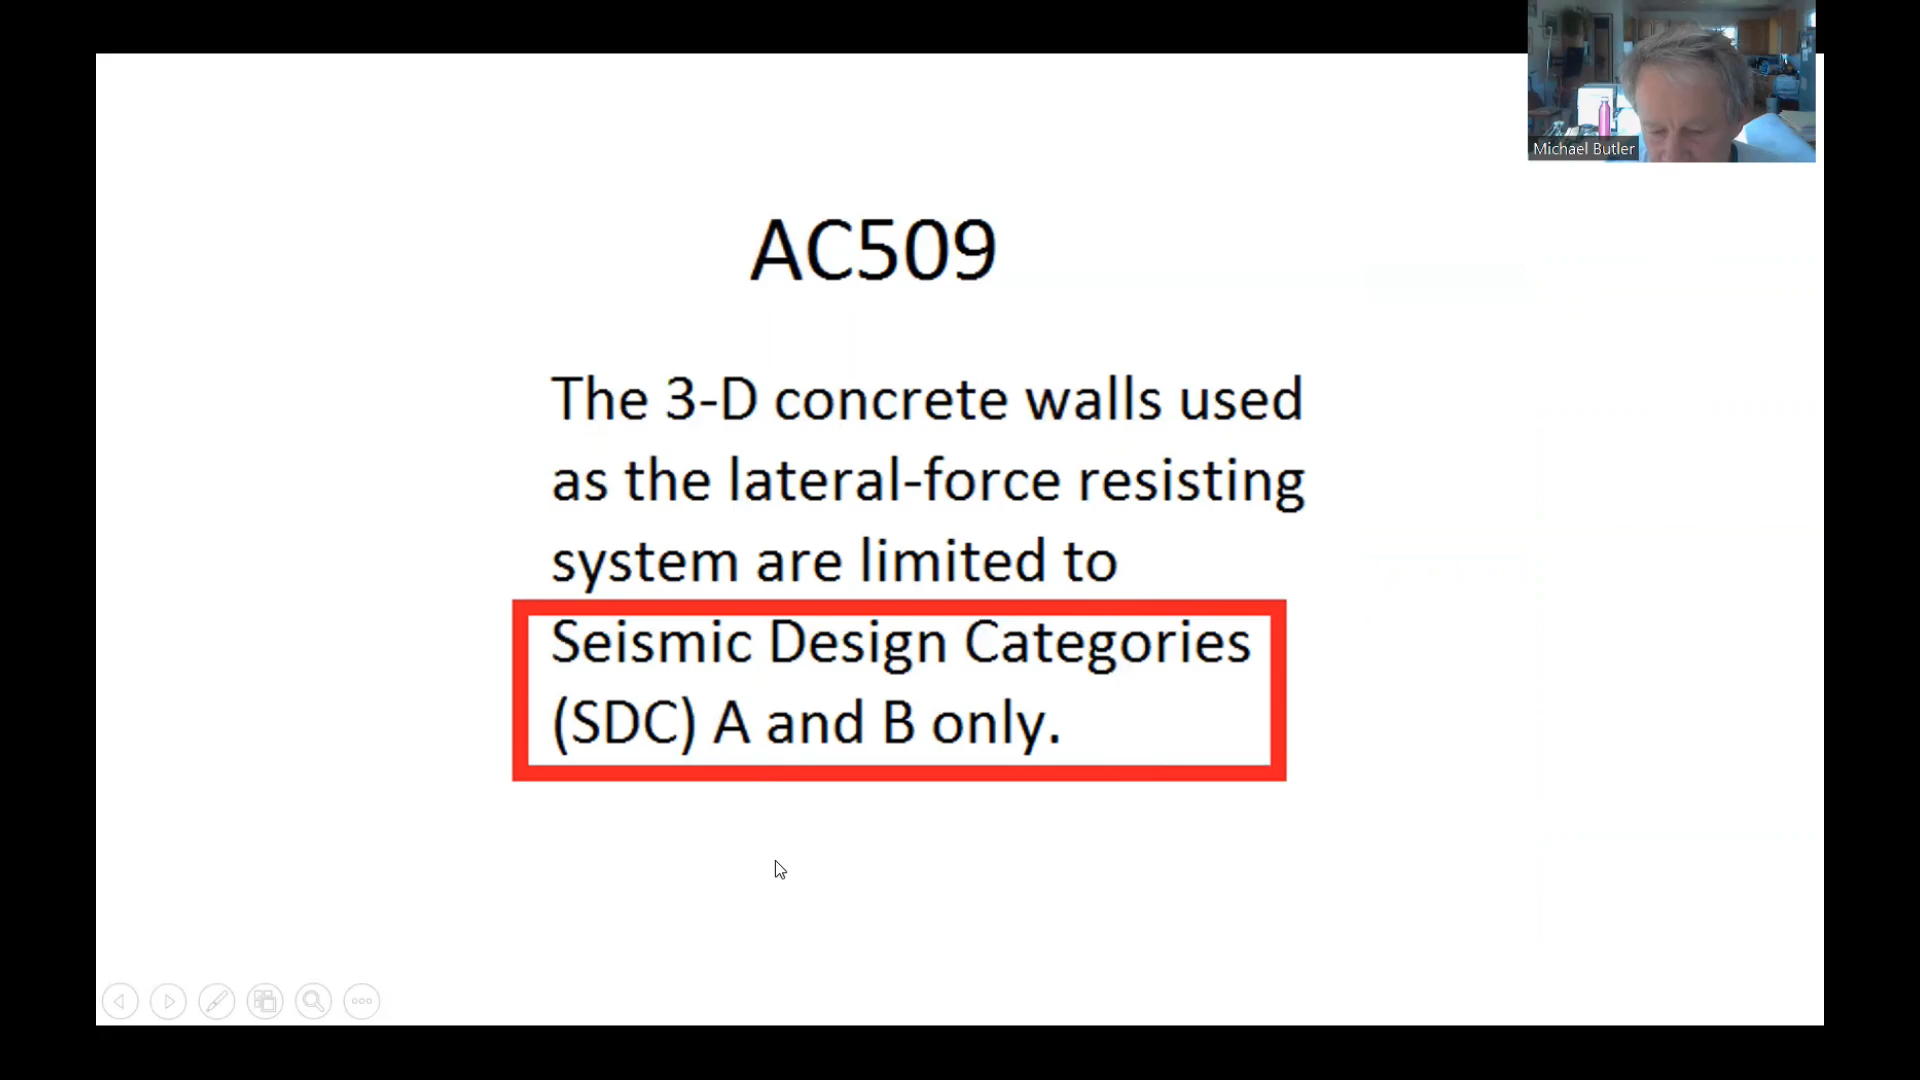 Michael Butler
AC509
The 3-D concrete walls used
as the lateral-force resisting
system are limited to
Seismic Design Categories
(SDC) A and B only.